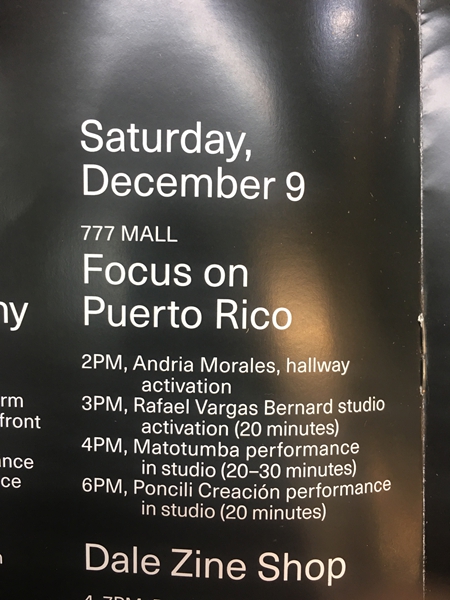 Saturday,
December 9
777 MALL
Focus on
Puerto Rico
2PM, Andria Morales, hallway
activation
3PM, Rafael Vargas Bernard studio
activation (20 minutes)
4PM, Matotumba performance
in studio (20–30 minutes)
6PM, Poncili Creación performance
in studio (20 minutes)
Dale Zine Shop